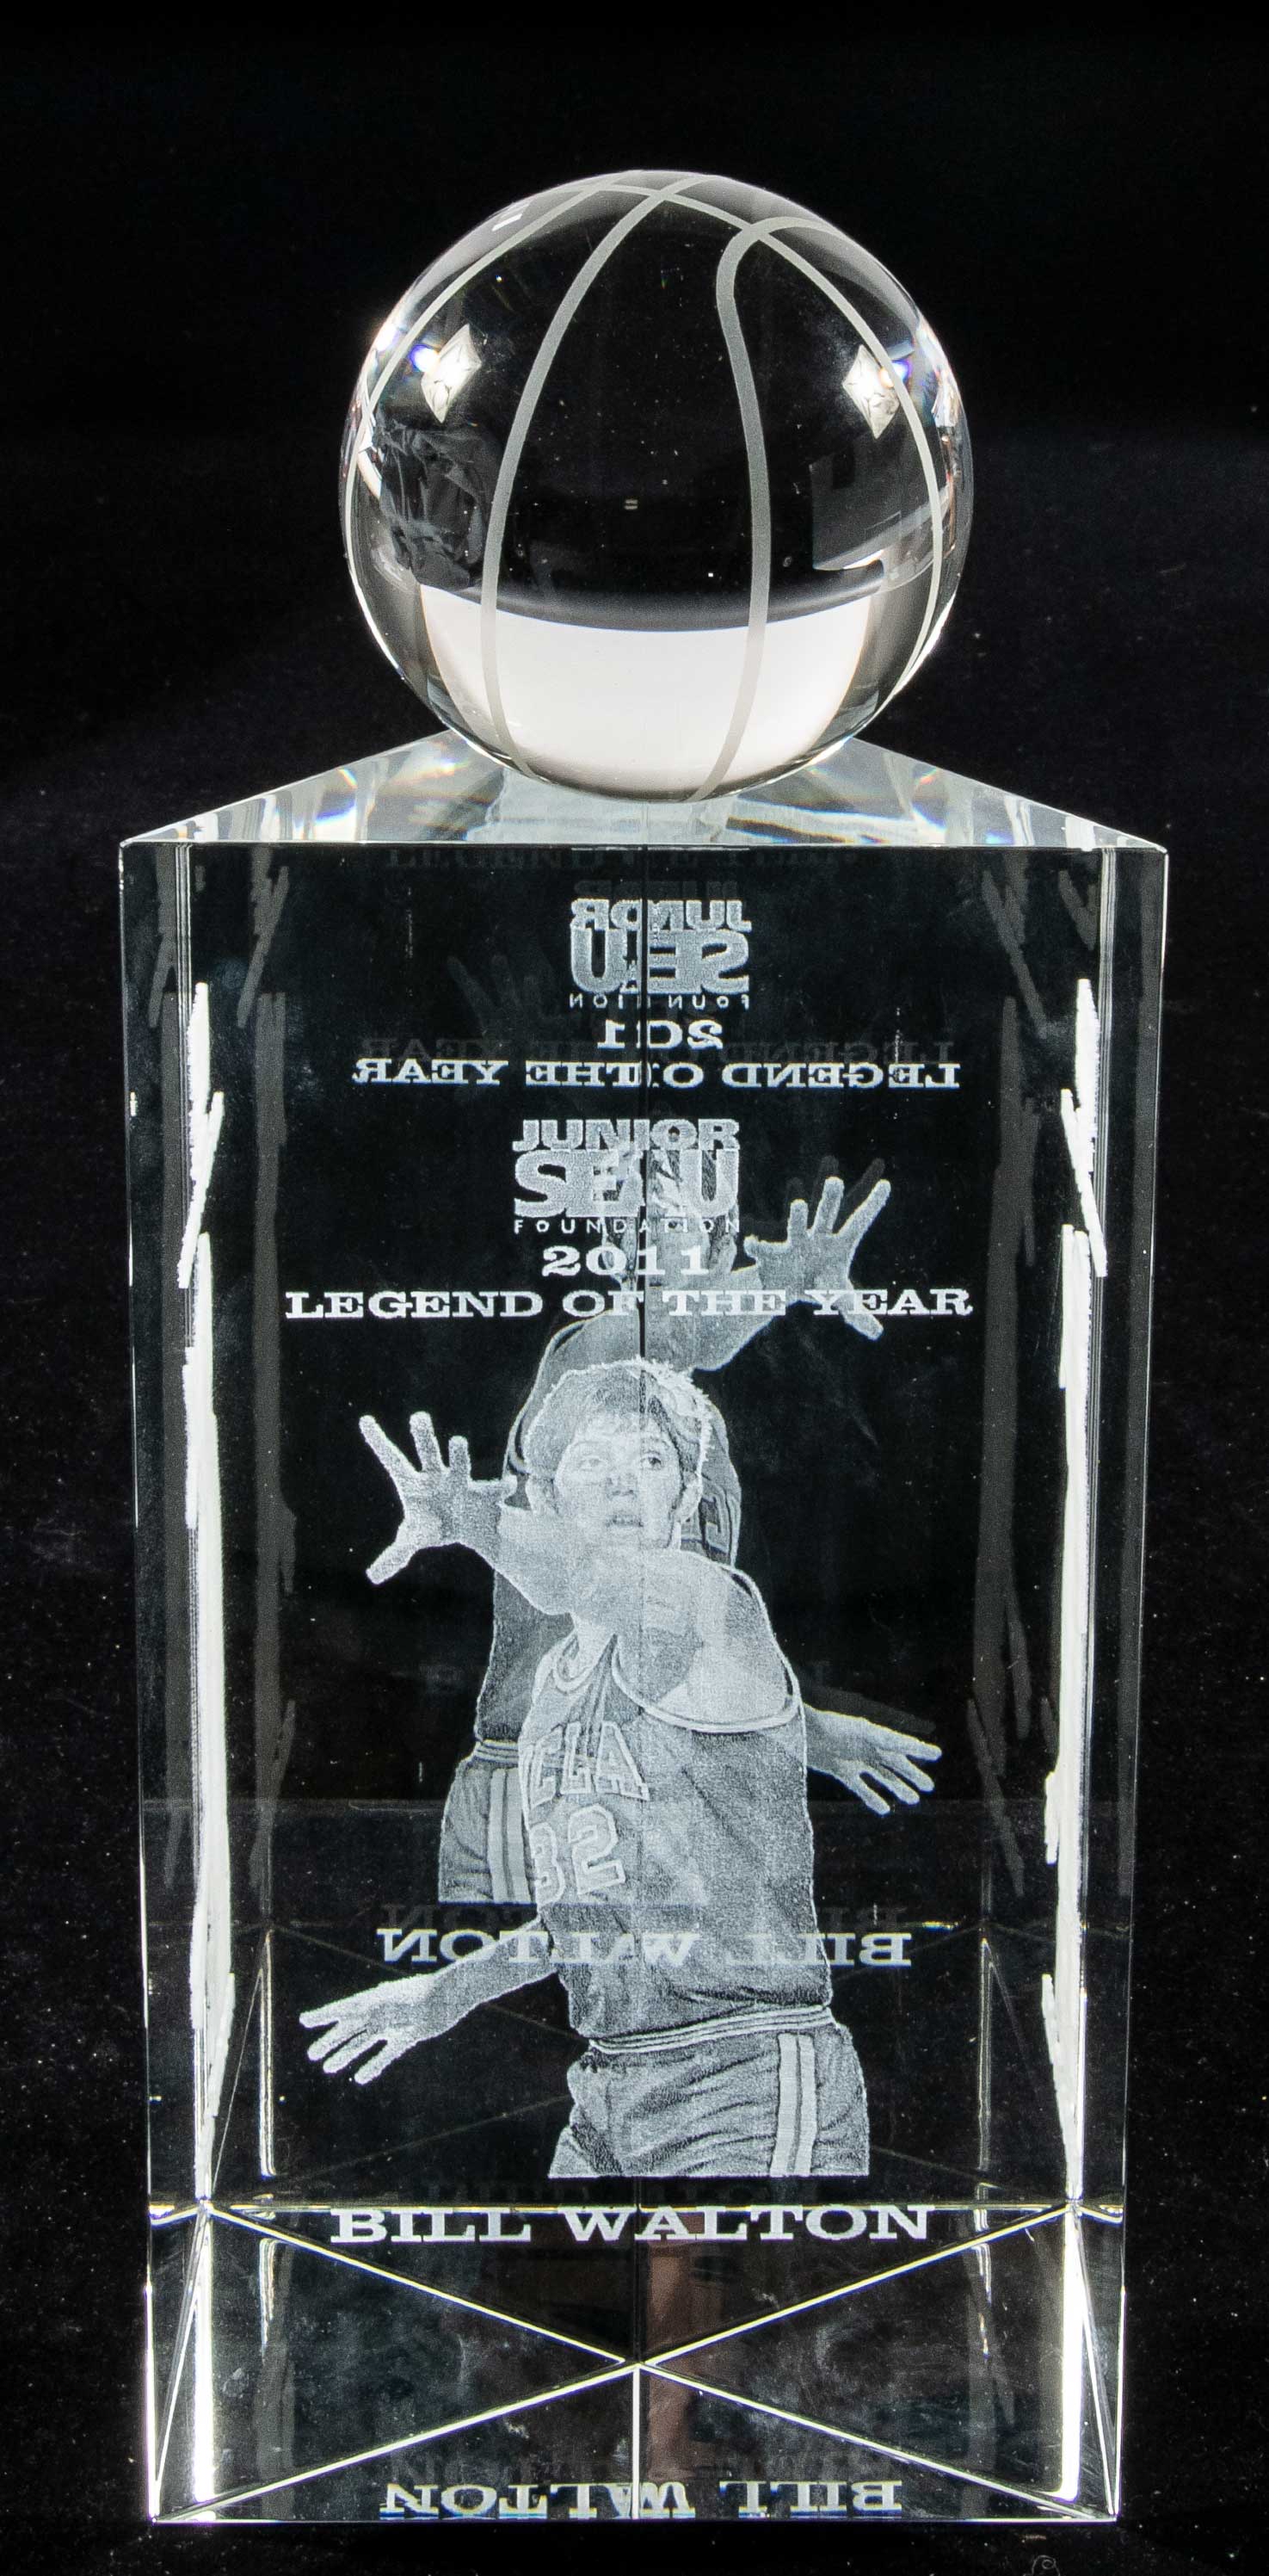 JUNIOR
SEAU
FOUNDATION
2011
LEGEND OF THE YEAR
UCLA
32
BILL WALTON